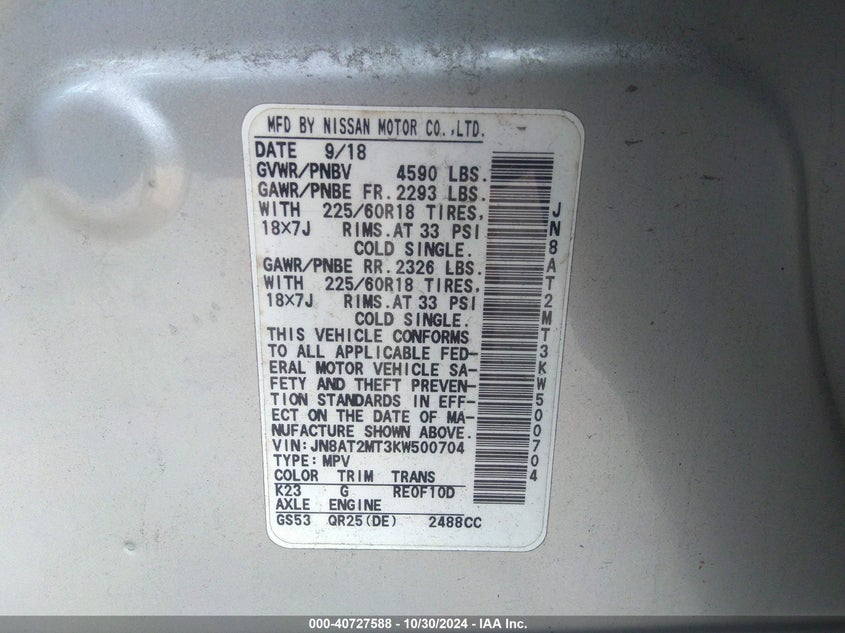 MFD BY NISSAN MOTOR CO.,LTD.
DATE 9/18
GVWR/PNBV 4590 LBS.
GAWR/PNBE FR. 2293 LBS.
WITH 225/60R18 TIRES,
18×7J RIMS.AT 33 PSI
COLD SINGLE.
GAWR/PNBE RR. 2326 LBS.
WITH 225/60R18 TIRES,
18×7J RIMS.AT 33 PSI
COLD SINGLE.
THIS VEHICLE CONFORMS
TO ALL APPLICABLE FED-
ERAL MOTOR VEHICLE SA-
FETY AND THEFT PREVEN-
TION STANDARDS IN EFF-
ECT ON THE DATE OF MA-
NUFACTURE SHOWN ABOVE.
VIN:JN8AT2MT3KW500704
TYPE:MPV
COLOR TRIM TRANS
K23 G RE0F10D
AXLE ENGINE
GS53 QR25(DE) 2488CC
JN8AT2MT3KW500704
000-40727588 - 10/30/2024 - IAA Inc.